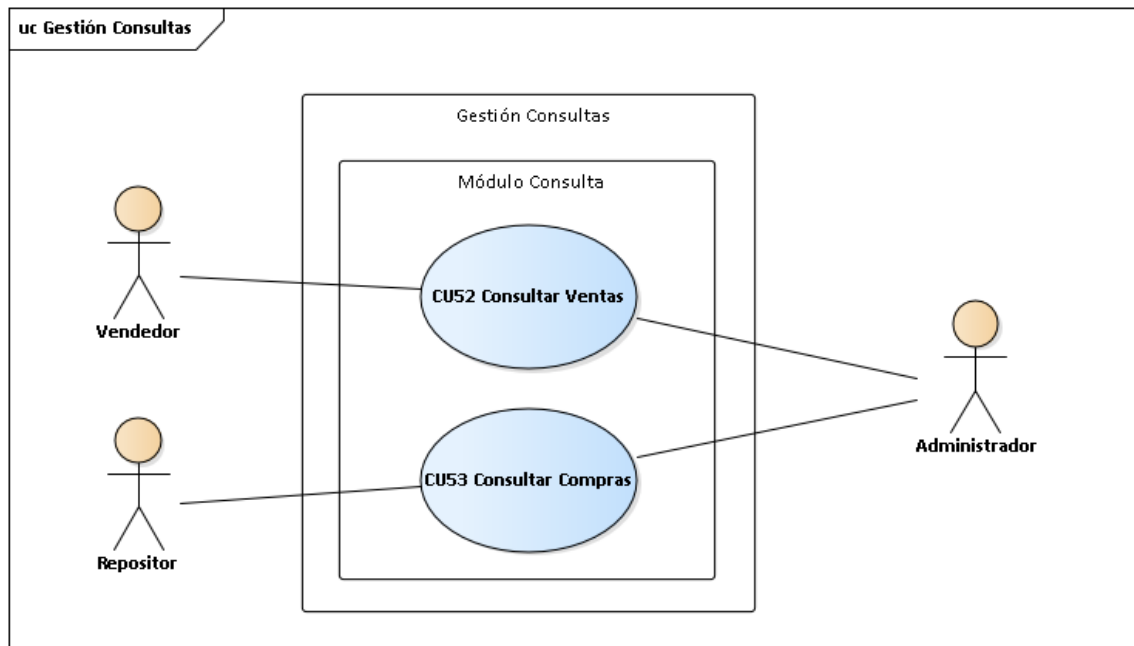 uc Gestión Consultas
Gestión Consultas
Módulo Consulta
CU52 Consultar Ventas
Vendedor
Administrador
CU53 Consultar Compras
Repositor